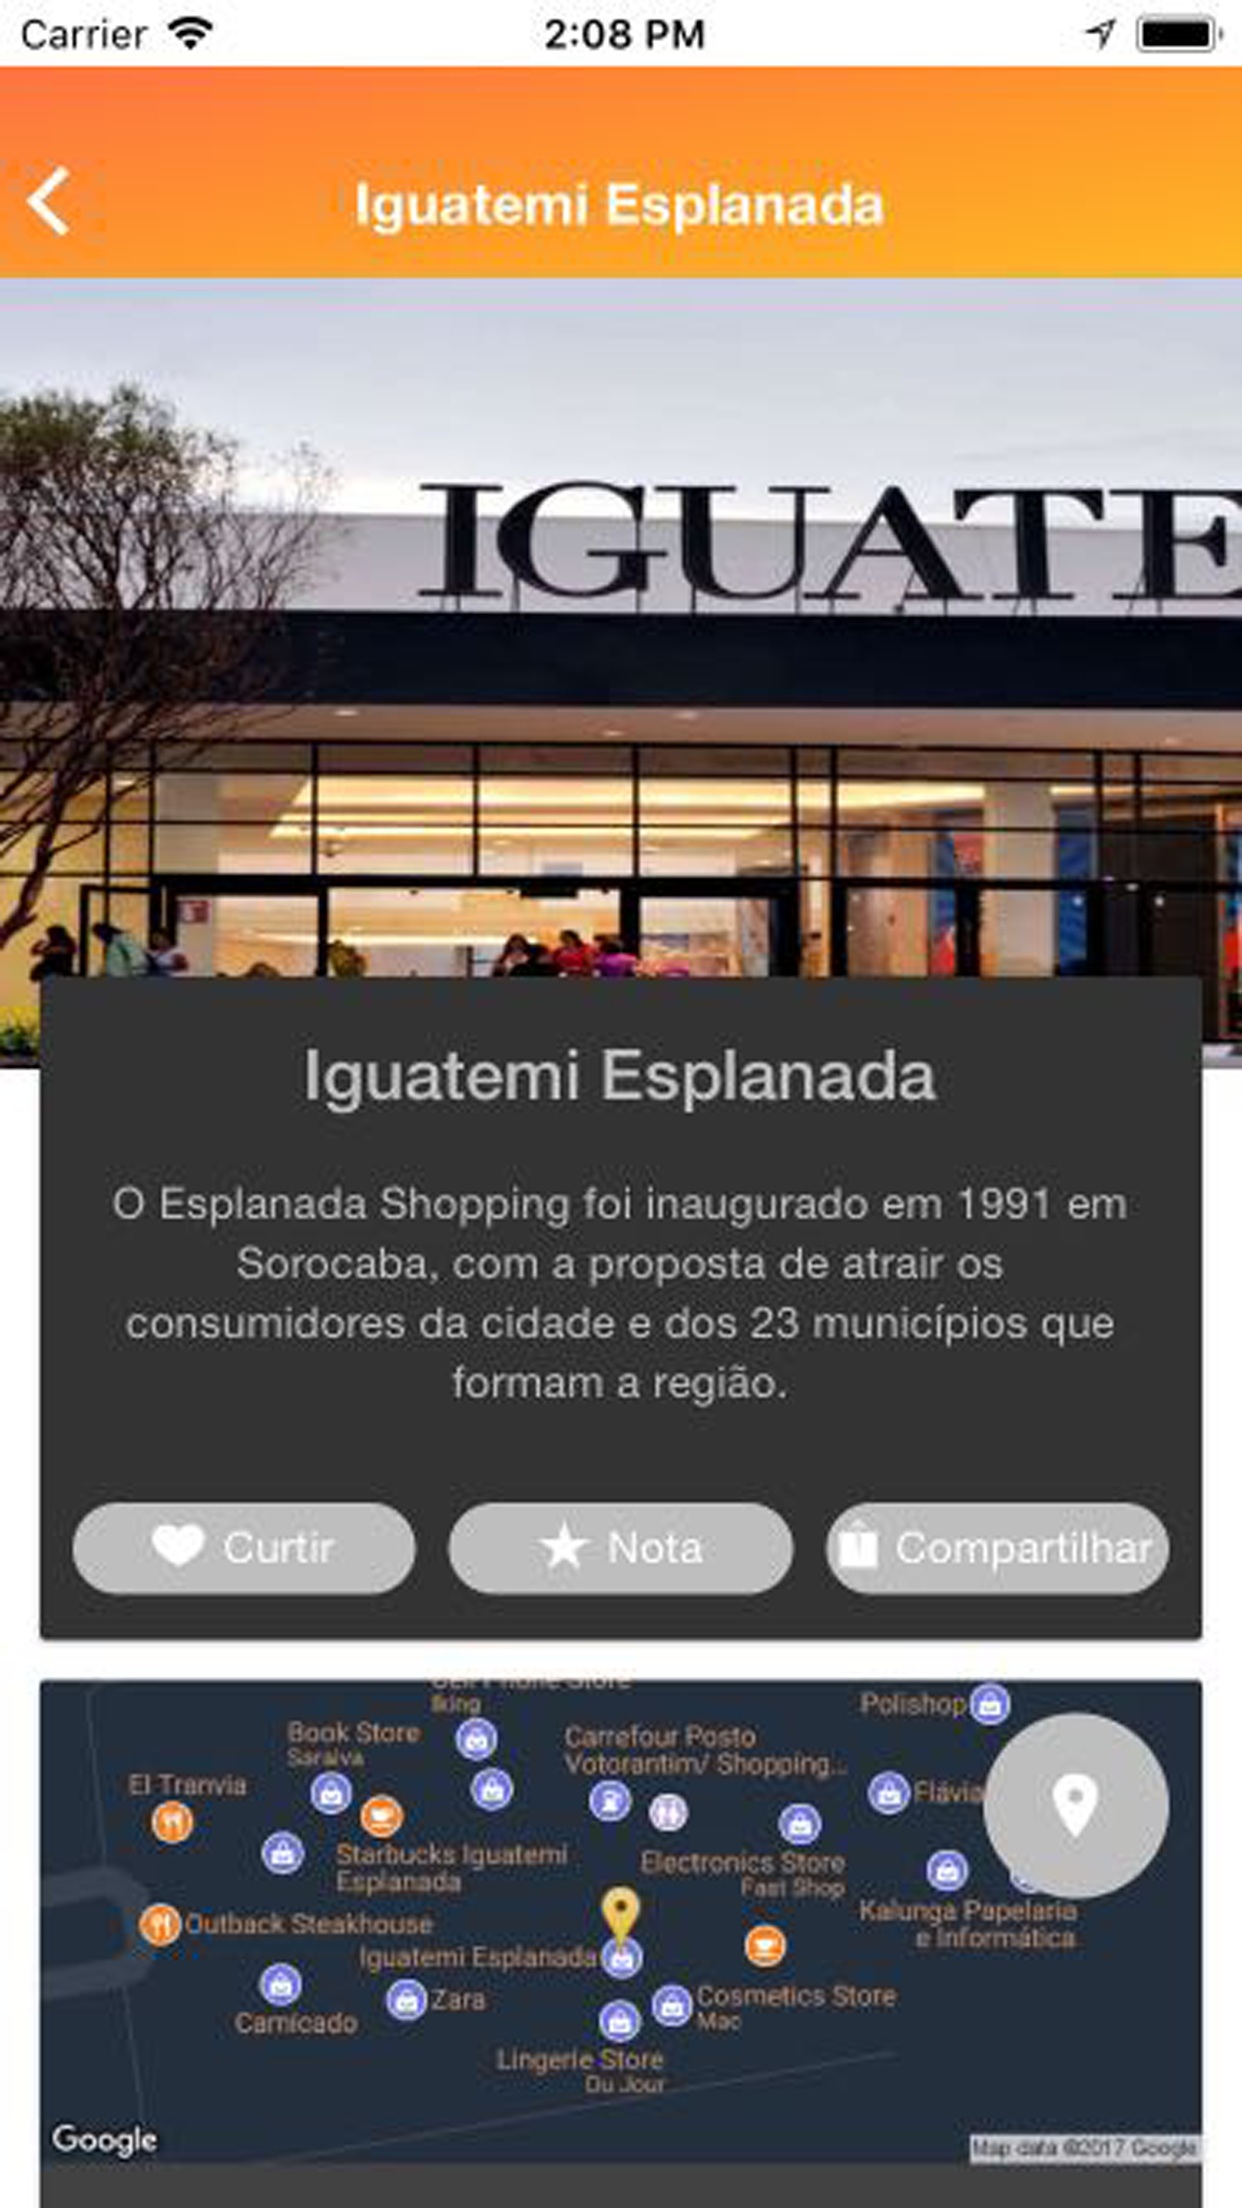 Carrier
2:08 PM
Iguatemi Esplanada
IGUATE
Iguatemi Esplanada
O Esplanada Shopping foi inaugurado em 1991 em
Sorocaba, com a proposta de atrair os
consumidores da cidade e dos 23 municípios que
formam a região.
Curtir
Nota
Compartilhar
Cell Phone Store
Iking
Polishop
Book Store
Saraiva
Carrefour Posto
Votorantim/ Shopping...
El Tranvia
Flávia
Starbucks Iguatemi
Esplanada
Electronics Store
Fast Shop
Kalunga Papelaria
e Informática
Outback Steakhouse
Iguatemi Esplanada
Zara
Cosmetics Store
Mac
Camicado
Lingerie Store
Du Jour
Google
Map data ©2017 Google